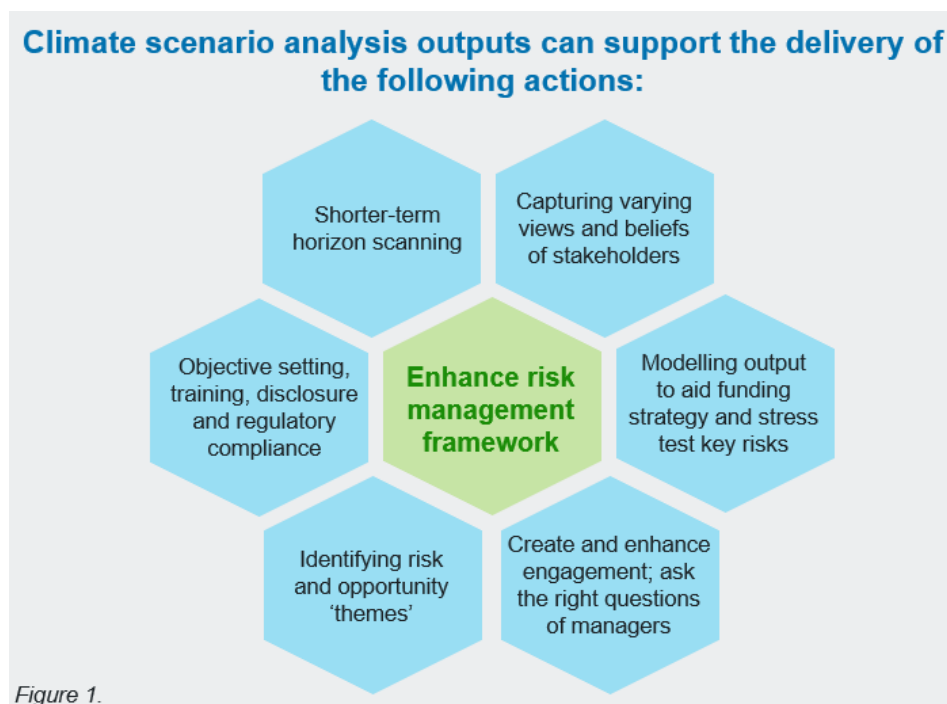 Climate scenario analysis outputs can support the delivery of
the following actions:
Shorter-term
horizon scanning
Capturing varying
views and beliefs
of stakeholders
Objective setting,
training, disclosure
and regulatory
compliance
Enhance risk
management
framework
Modelling output
to aid funding
strategy and stress
test key risks
Identifying risk
and opportunity
‘themes’
Create and enhance
engagement; ask
the right questions
of managers
Figure 1.